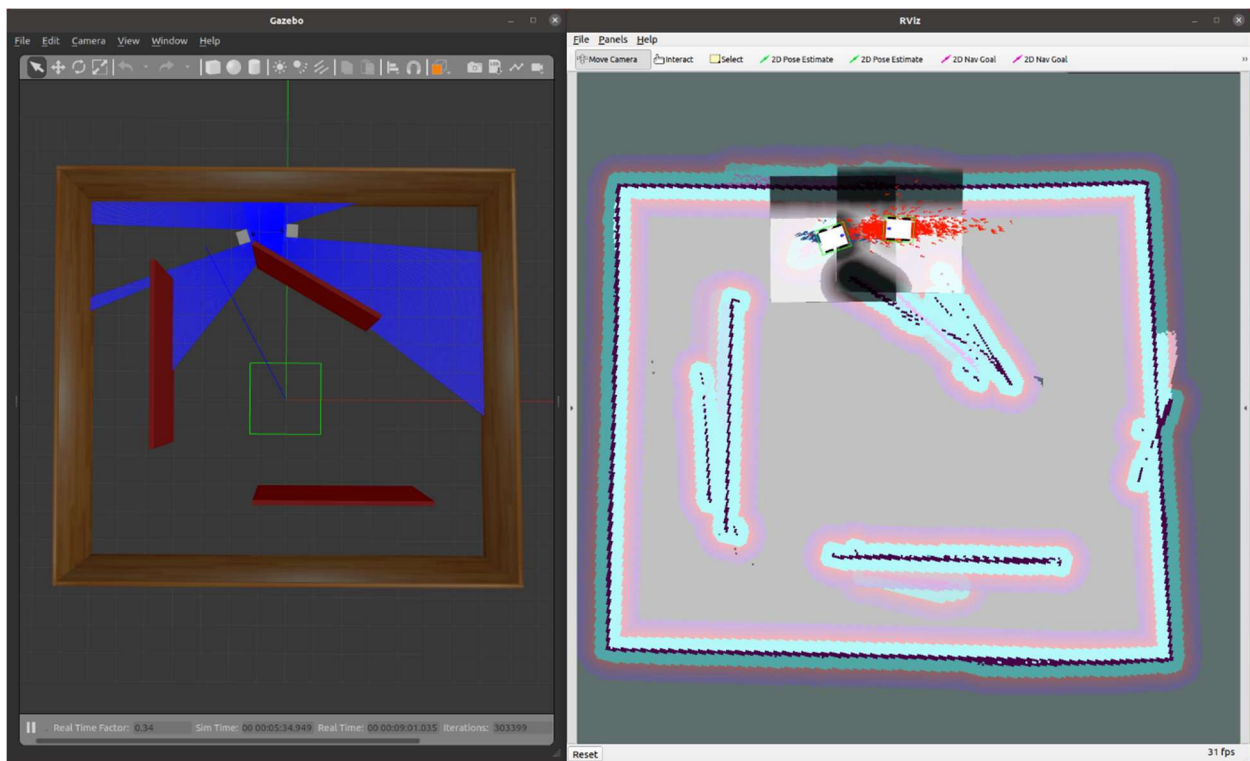 Gazebo
File Edit Camera View Window Help
Real Time Factor: 0.34 Sim Time: 00 00:05:34.949 Real Time: 00 00:09:01.035 Iterations: 303399
RViz
File Panels Help
Move Camera Interact Select 2D Pose Estimate 2D Pose Estimate 2D Nav Goal 2D Nav Goal
Reset 31 fps